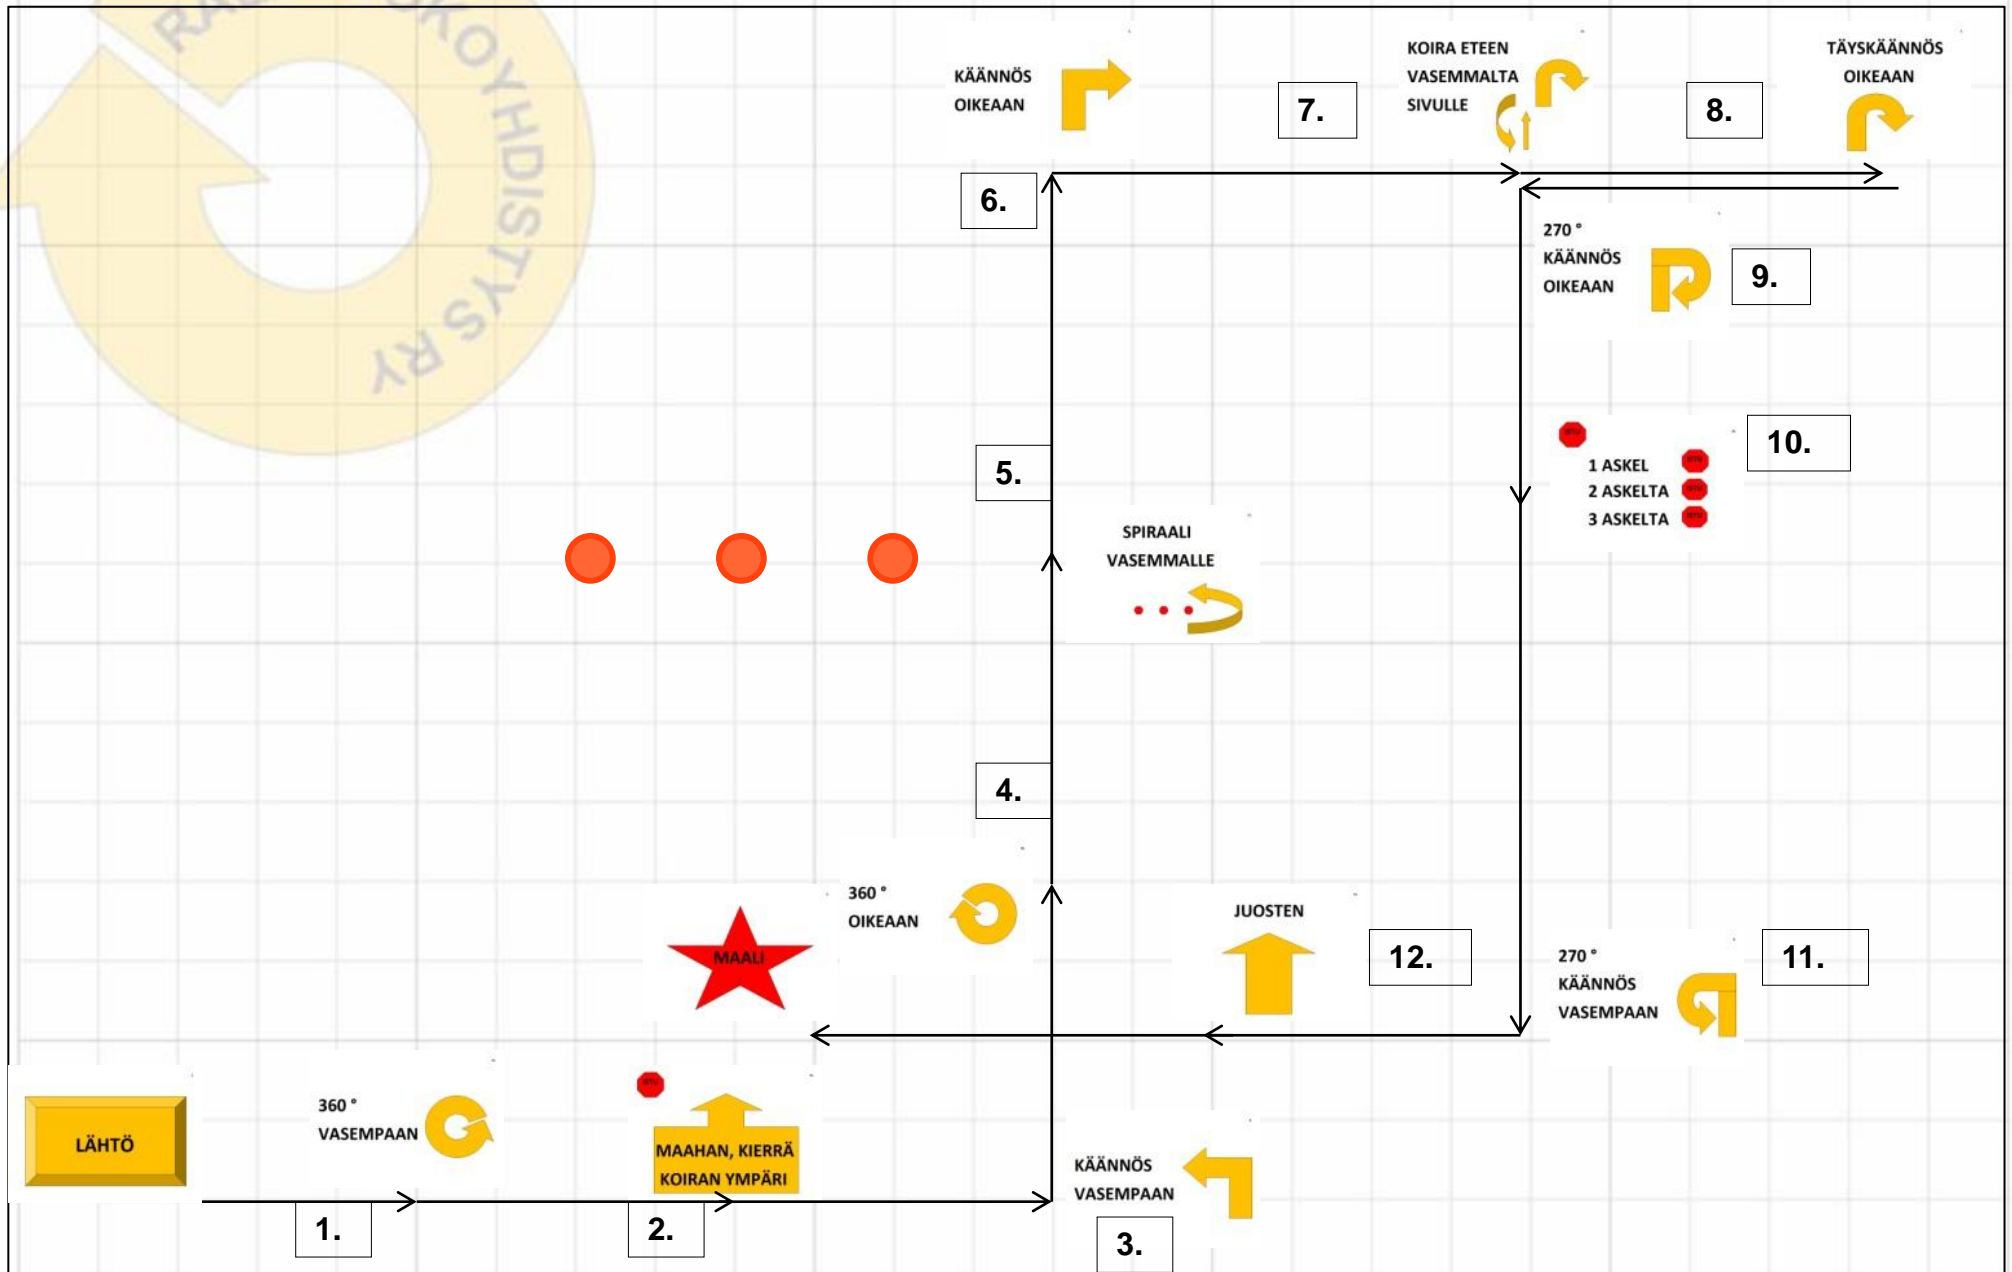 KOYHDISTYS RY
KÄÄNNÖS
OIKEAAN
7.
KOIRA ETEEN
VASEMMALTA
SIVULLE
8.
TÄYSKÄÄNNÖS
OIKEAAN
6.
270 °
KÄÄNNÖS
OIKEAAN
9.
5.
1 ASKEL
2 ASKELTA
3 ASKELTA
10.
SPIRAALI
VASEMMALLE
4.
MAALI
360 °
OIKEAAN
JUOSTEN
12.
270 °
KÄÄNNÖS
VASEMPAAN
11.
LÄHTÖ
360 °
VASEMPAAN
MAAHAN, KIERRÄ
KOIRAN YMPÄRI
KÄÄNNÖS
VASEMPAAN
1.
2.
3.